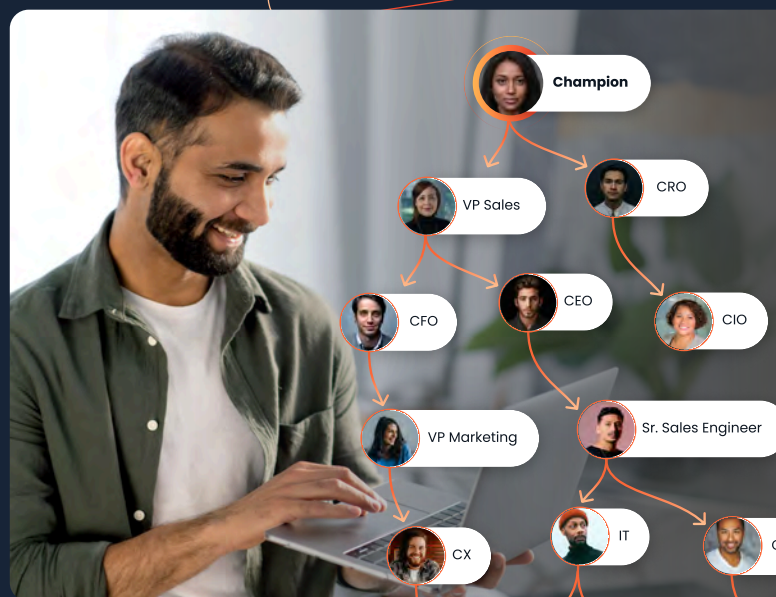 Champion
CRO
VP Sales
CEO
CFO
CIO
Sr. Sales Engineer
VP Marketing
IT
CX